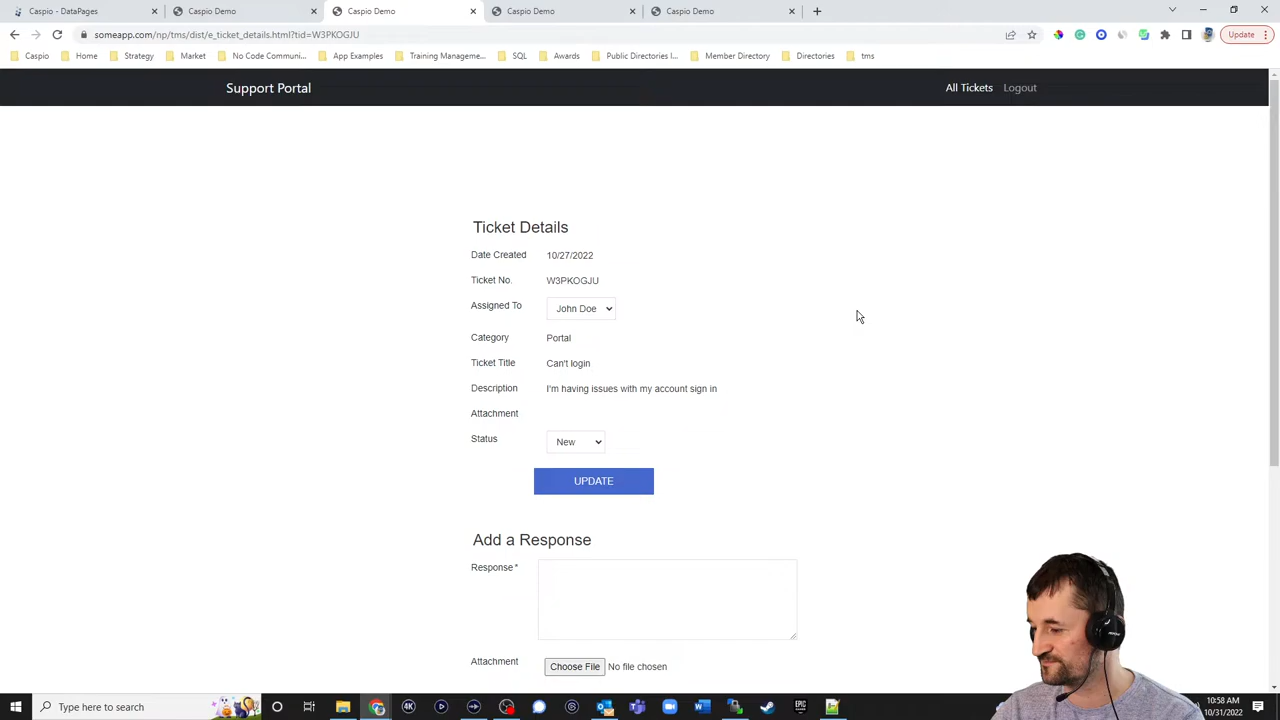 Caspio - DataPages
Caspio Demo
Caspio Demo
Caspio Demo
Caspio Demo
someapp.com/np/tms/dist/e_ticket_details.html?tid=W3PKOGJU
Update
Caspio
Home
Strategy
Market
No Code Communi...
App Examples
Training Manageme...
SQL
Awards
Public Directories l...
Member Directory
Directories
tms
Support Portal
All Tickets
Logout
Ticket Details
Date Created 10/27/2022
Ticket No. W3PKOGJU
Assigned To John Doe
Category Portal
Ticket Title Can't login
Description I'm having issues with my account sign in
Attachment
Status New
UPDATE
Add a Response
Response*
Attachment Choose File No file chosen
Type here to search
4K
EPIC
10:58 AM
10/31/2022